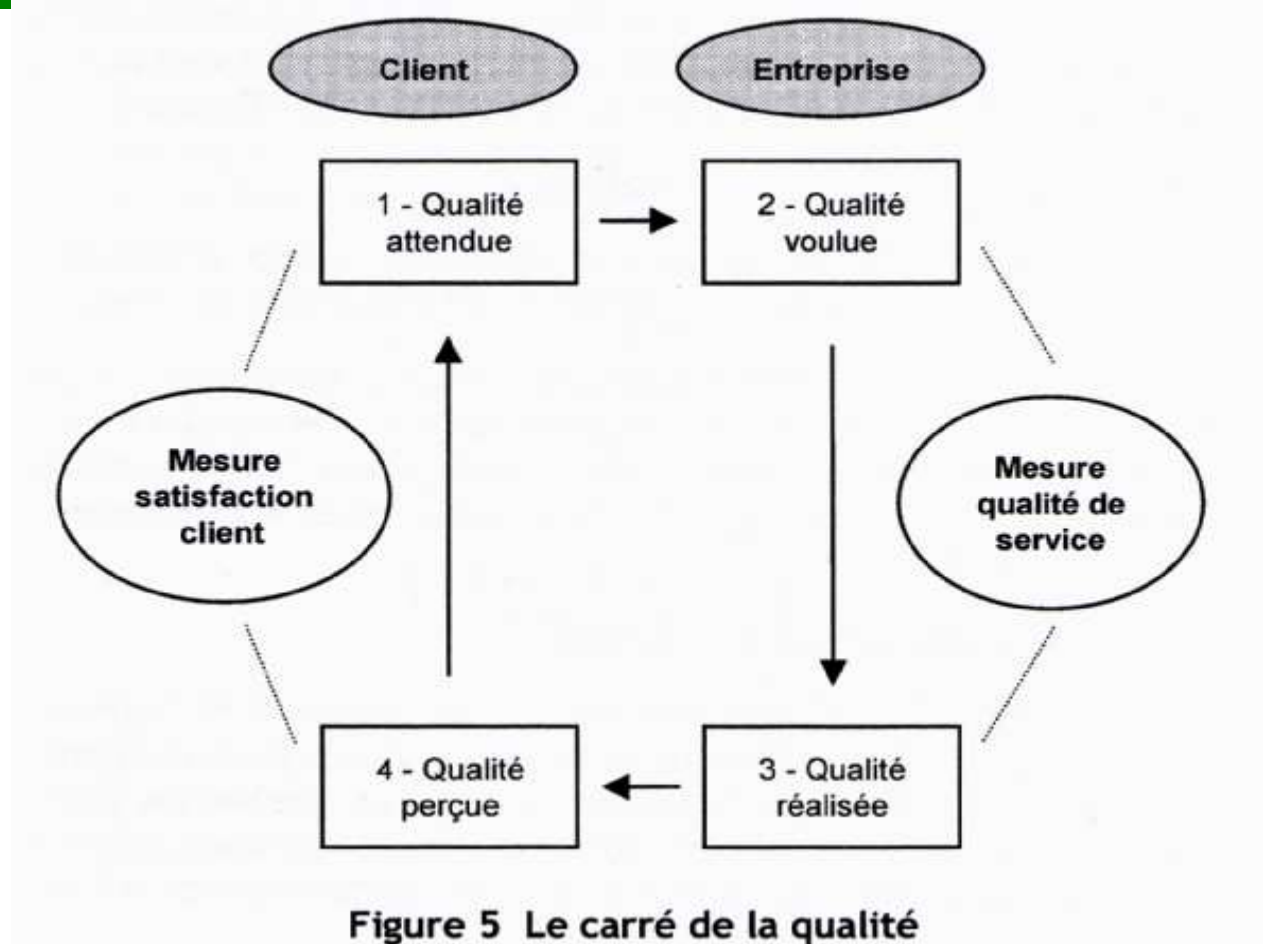 Client
Entreprise
1 - Qualité
attendue
2 - Qualité
voulue
Mesure
satisfaction
client
Mesure
qualité de
service
4 - Qualité
perçue
3 - Qualité
réalisée
Figure 5 Le carré de la qualité